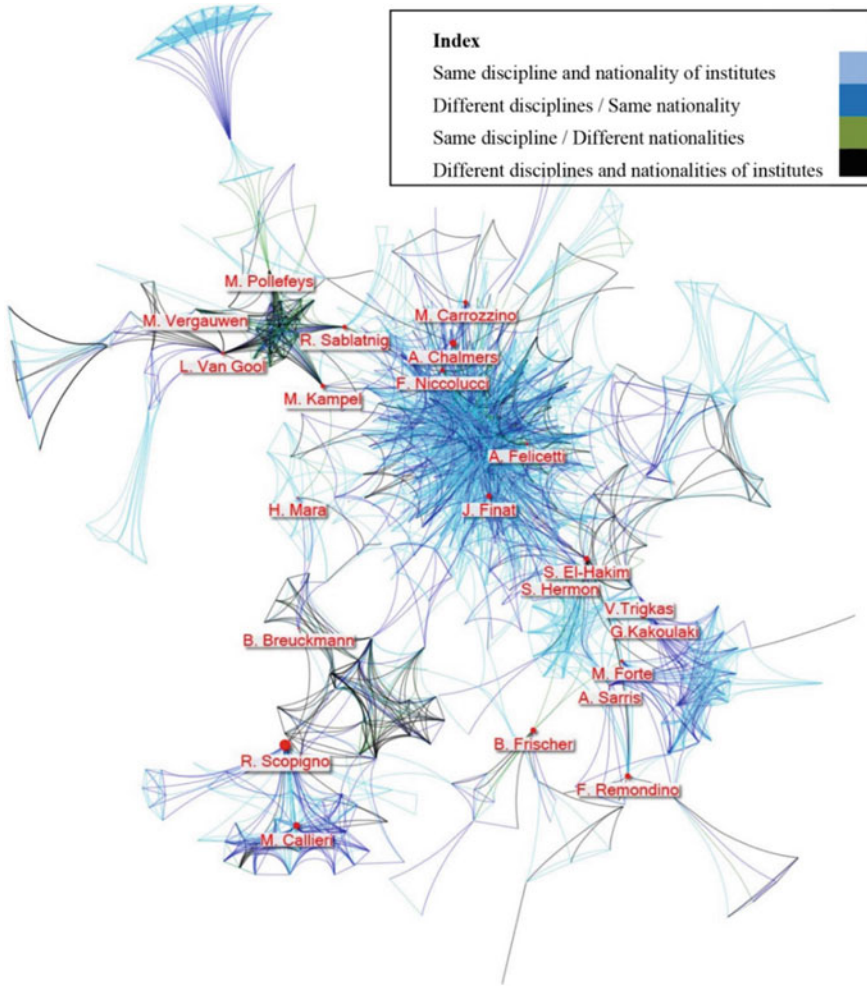 Index
Same discipline and nationality of institutes
Different disciplines / Same nationality
Same discipline / Different nationalities
Different disciplines and nationalities of institutes
M. Pollefeys
M. Vergauwen
R. Sablatnig
L. Van Gool
M. Kampel
M. Carrozzino
A. Chalmers
F. Niccolucci
A. Felicetti
H. Mara
J. Finat
S. El-Hakim
S. Hermon
V.Trigkas
G.Kakoulaki
B. Breuckmann
M. Forte
A. Sarris
B. Frischer
R. Scopigno
F. Remondino
M. Callieri